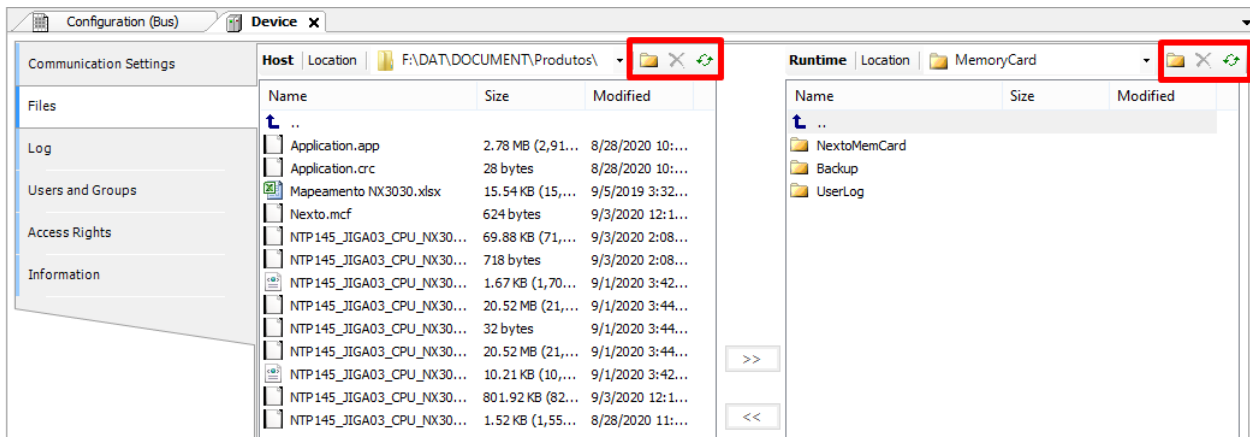 Configuration (Bus) Device X
Communication Settings
Files
Log
Users and Groups
Access Rights
Information
Host Location F:\DAT\DOCUMENT\Produtos\
Name Size Modified
..
Application.app 2.78 MB (2,91... 8/28/2020 10:...
Application.crc 28 bytes 8/28/2020 10:...
Mapeamento NX3030.xlsx 15.54 KB (15,... 9/5/2019 3:32...
Nexto.mcf 624 bytes 9/3/2020 12:1...
NTP145_JIGA03_CPU_NX30... 69.88 KB (71,... 9/3/2020 2:08...
NTP145_JIGA03_CPU_NX30... 718 bytes 9/3/2020 2:08...
NTP145_JIGA03_CPU_NX30... 1.67 KB (1,70... 9/1/2020 3:42...
NTP145_JIGA03_CPU_NX30... 20.52 MB (21,... 9/1/2020 3:44...
NTP145_JIGA03_CPU_NX30... 32 bytes 9/1/2020 3:44...
NTP145_JIGA03_CPU_NX30... 20.52 MB (21,... 9/1/2020 3:44...
NTP145_JIGA03_CPU_NX30... 10.21 KB (10,... 9/1/2020 3:42...
NTP145_JIGA03_CPU_NX30... 801.92 KB (82... 9/3/2020 12:1...
NTP145_JIGA03_CPU_NX30... 1.52 KB (1,55... 8/28/2020 11:...
>>
<<
Runtime Location MemoryCard
Name Size Modified
..
NextoMemCard
Backup
UserLog